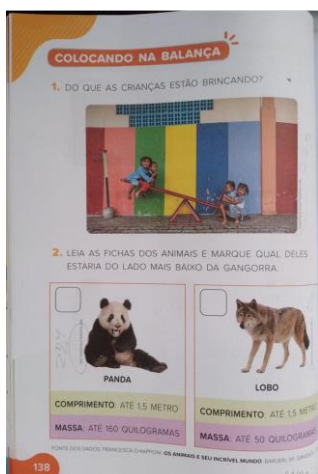 COLOCANDO NA BALANÇA
1. DO QUE AS CRIANÇAS ESTÃO BRINCANDO?
2. LEIA AS FICHAS DOS ANIMAIS E MARQUE QUAL DELES
ESTARIA DO LADO MAIS BAIXO DA GANGORRA.
PANDA
COMPRIMENTO: ATÉ 1,5 METRO
MASSA: ATÉ 160 QUILOGRAMAS
LOBO
COMPRIMENTO: ATÉ 1,5 METRO
MASSA: ATÉ 50 QUILOGRAMAS
FONTE DOS DADOS: FRANCESCA CHIAPPONI. OS ANIMAIS E SEU INCRÍVEL MUNDO. BARUERI, SP:
138